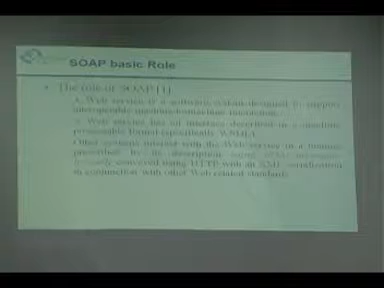 SOAP basic Role
The role of SOAP [1]
A Web service is a software system designed to support
interoperable machine-to-machine interaction
A Web service has an interface described in a machine
processable format (specifically WSDL).
Other systems interact with the Web service in a manner
prescribed by its description using SOAP messages
typically conveyed using HTTP with an XML serialization
in conjunction with other Web related standards